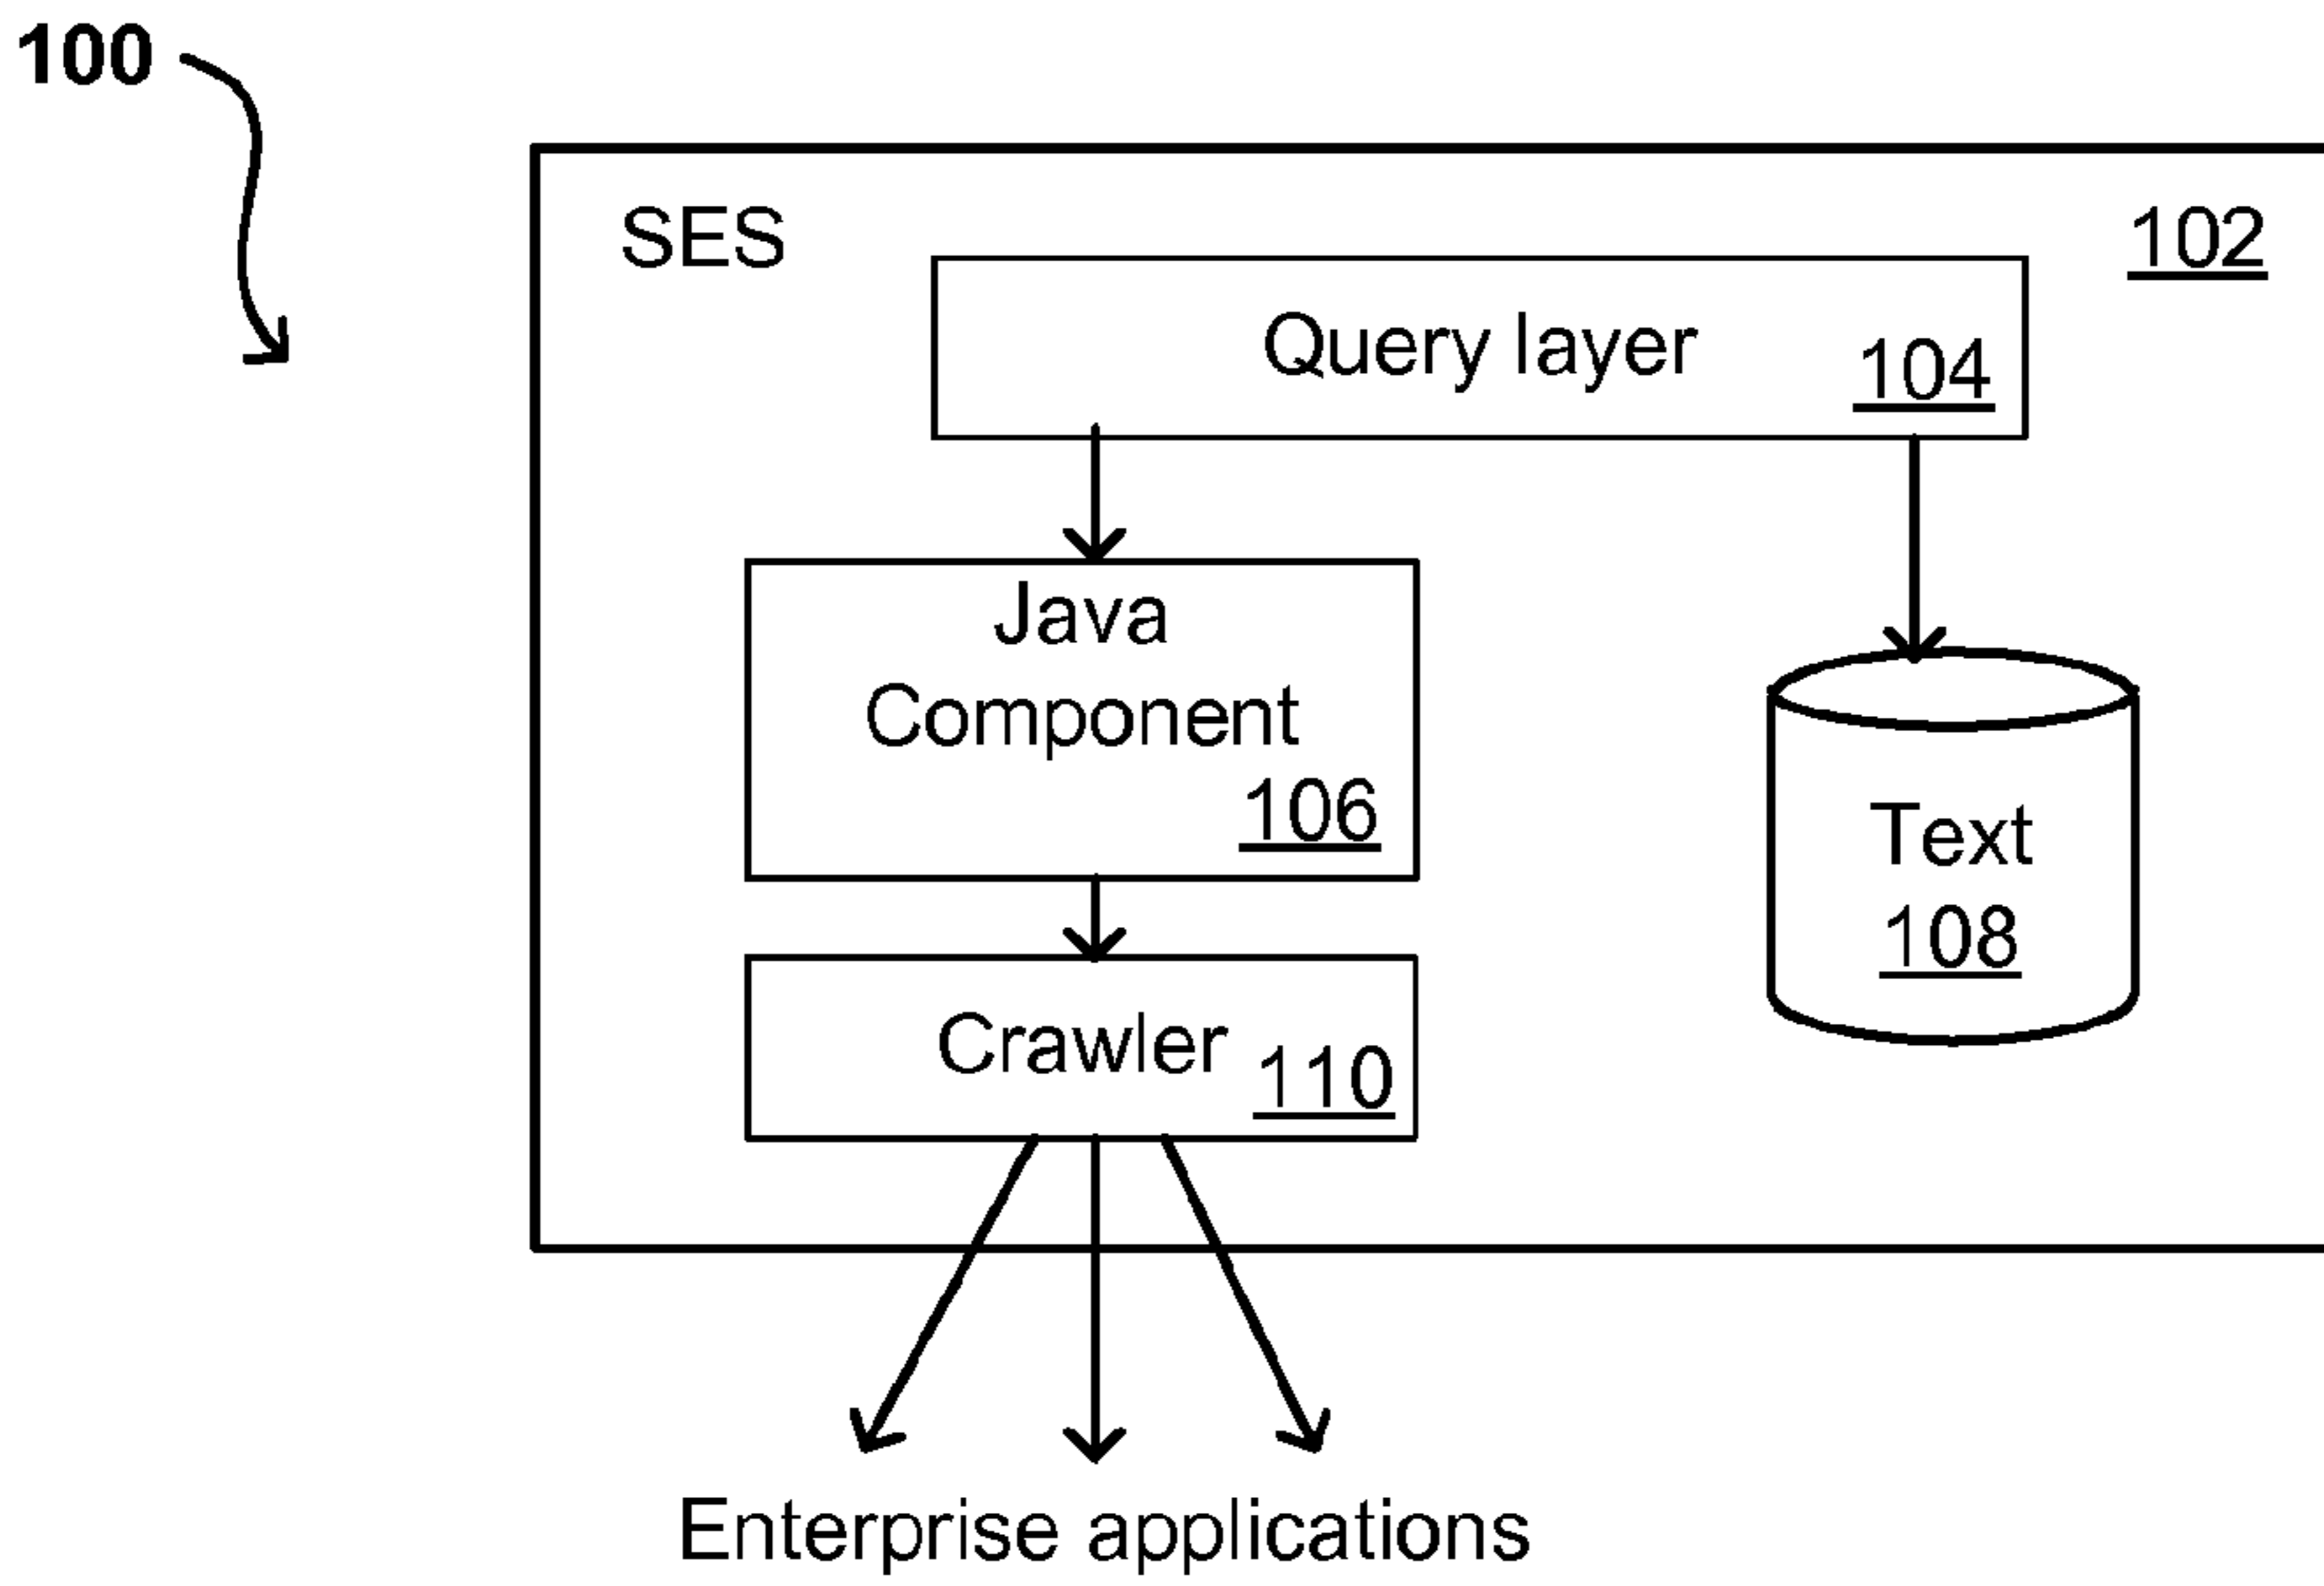 100
SES
102
Query layer
104
Java
Component
106
Text
108
Crawler
110
Enterprise applications